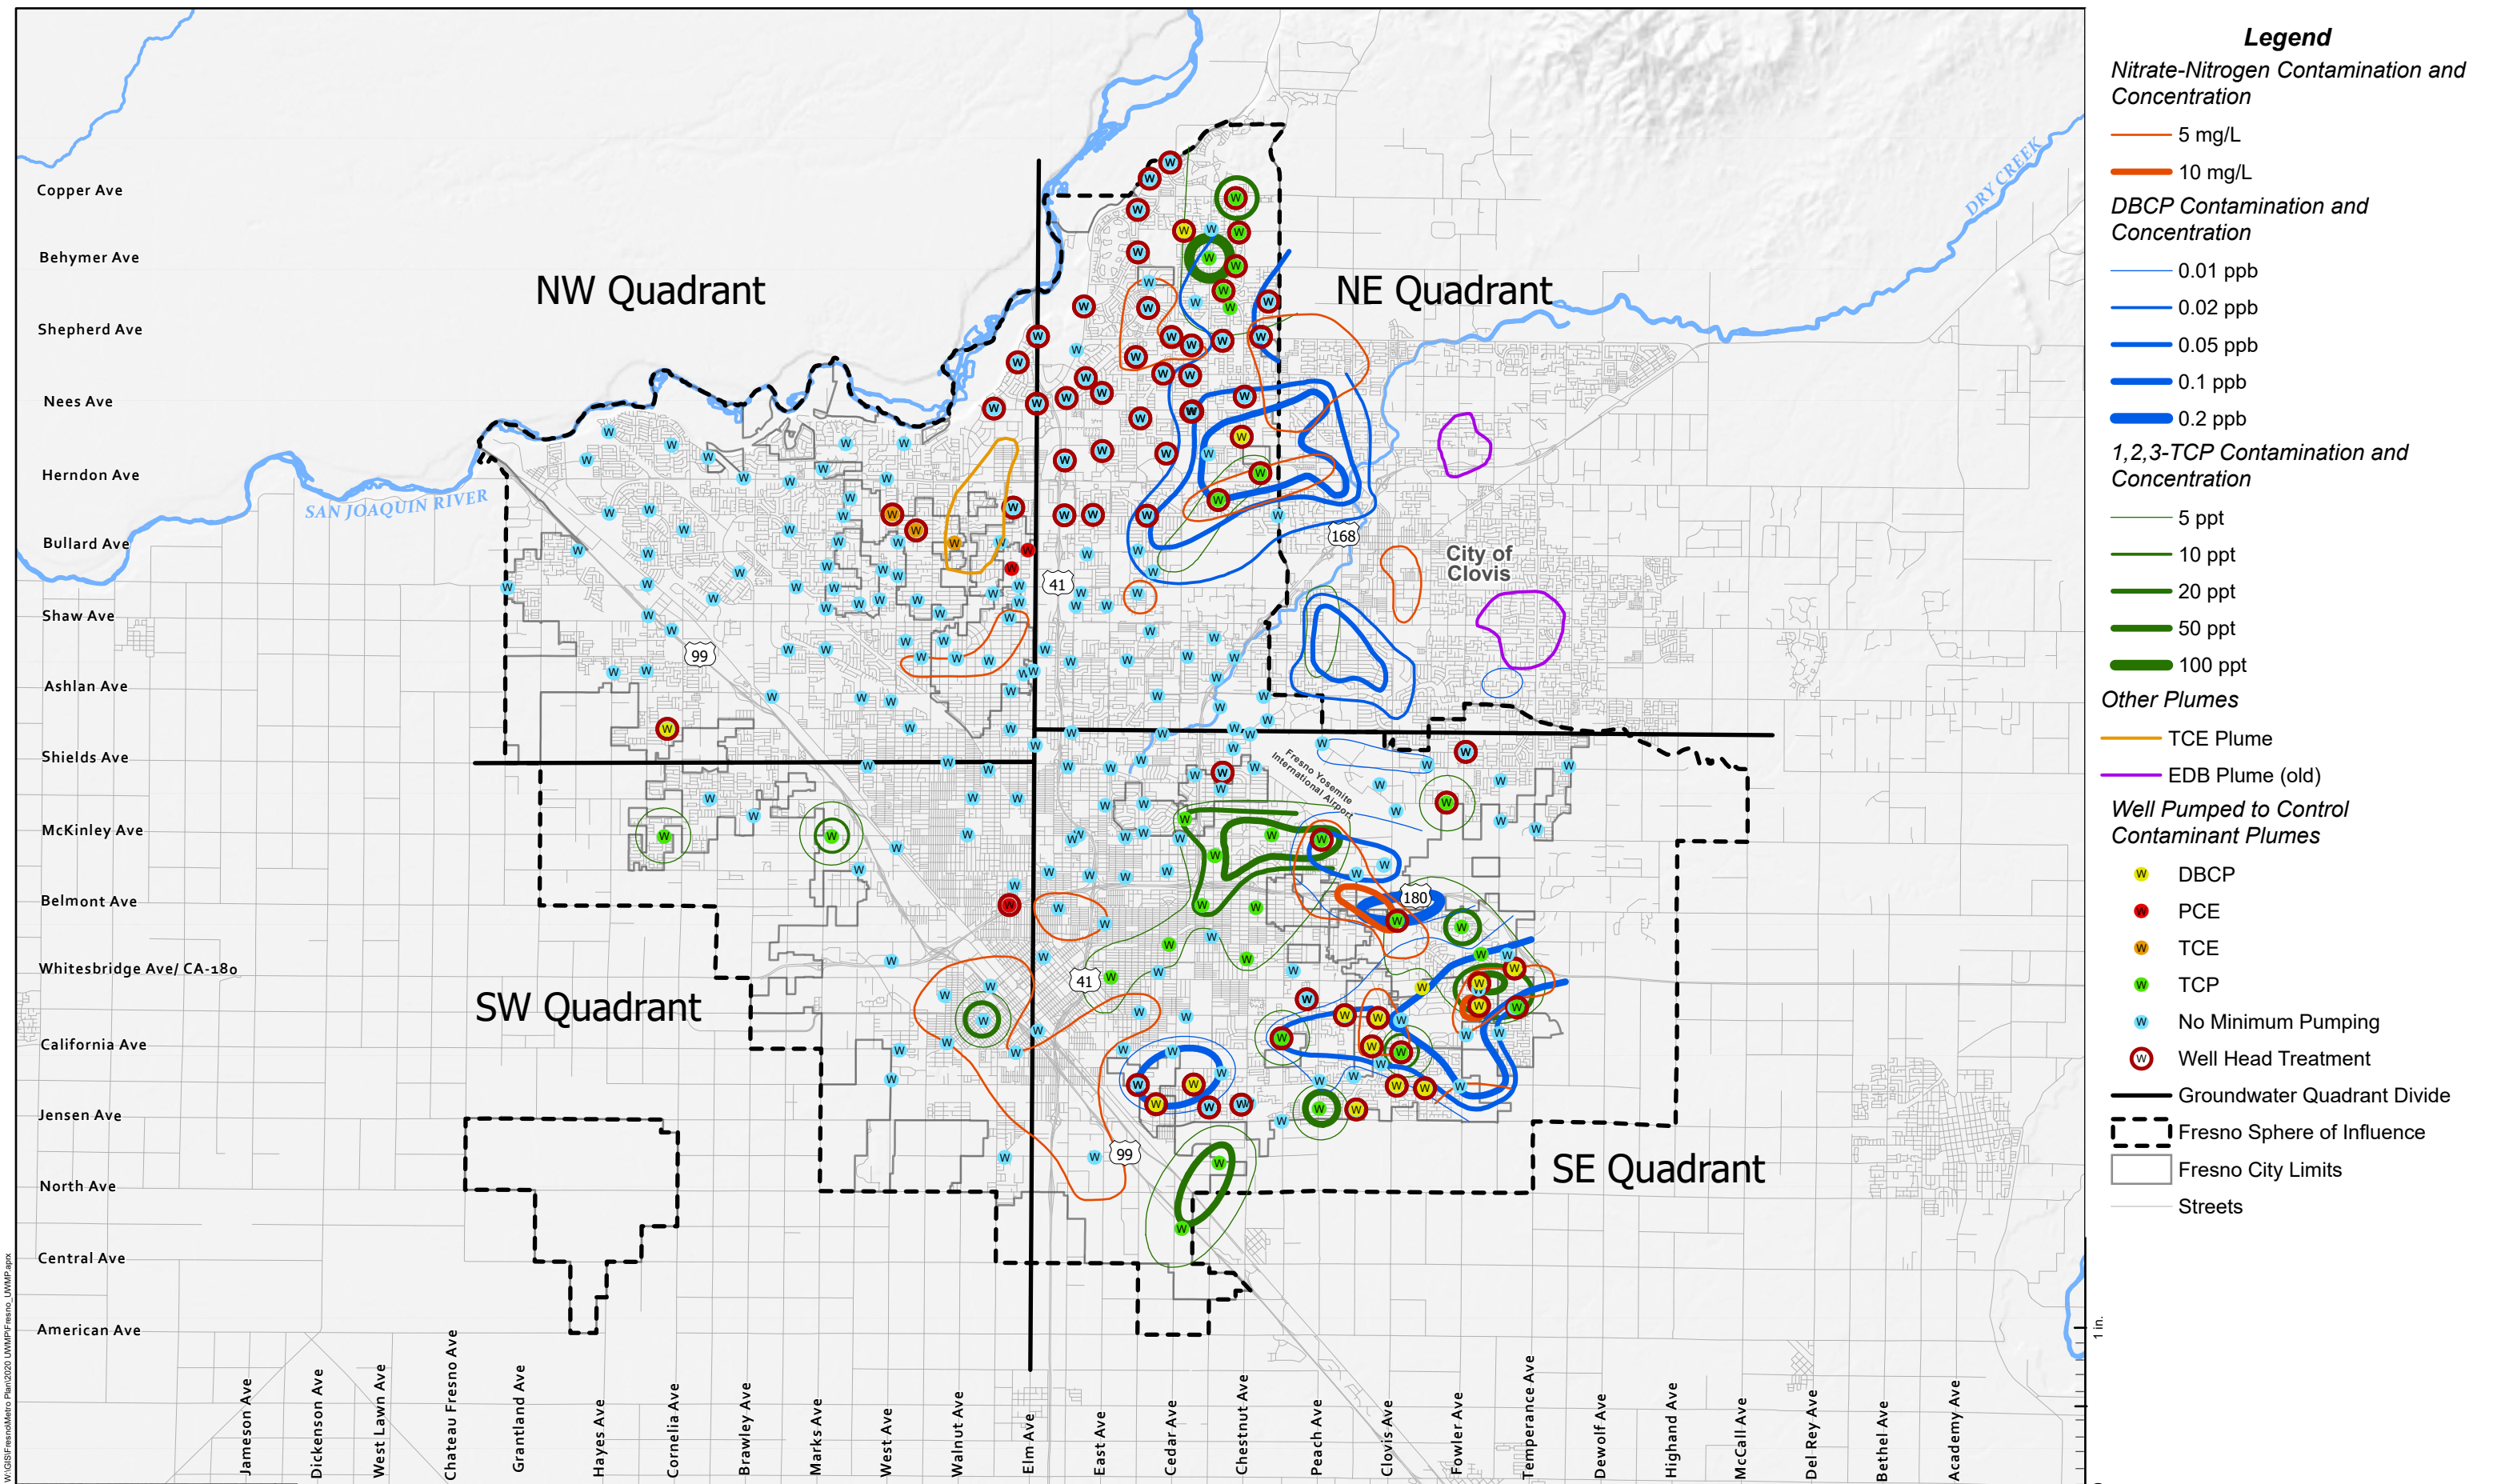 Copper Ave
Behymer Ave
Shepherd Ave
Nees Ave
Herndon Ave
Bullard Ave
Shaw Ave
Ashlan Ave
Shields Ave
McKinley Ave
Belmont Ave
Whitesbridge Ave/ CA-180
California Ave
Jensen Ave
North Ave
Central Ave
American Ave
NW Quadrant
NE Quadrant
SW Quadrant
SE Quadrant
SAN JOAQUIN RIVER
DRY CREEK
City of
Clovis
Fresno Yosemite
International Airport
99
41
168
180
41
99
Jameson Ave
Dickenson Ave
West Lawn Ave
Chateau Fresno Ave
Grantland Ave
Hayes Ave
Cornelia Ave
Brawley Ave
Marks Ave
West Ave
Walnut Ave
Elm Ave
East Ave
Cedar Ave
Chestnut Ave
Peach Ave
Clovis Ave
Fowler Ave
Temperance Ave
Dewolf Ave
Highand Ave
McCall Ave
Del Rey Ave
Bethel Ave
Academy Ave
W:\GIS\Fresno\Metro Plan\2020 UWMP\Fresno_UWMP.aprx
1 in.
Legend
Nitrate-Nitrogen Contamination and
Concentration
5 mg/L
10 mg/L
DBCP Contamination and
Concentration
0.01 ppb
0.02 ppb
0.05 ppb
0.1 ppb
0.2 ppb
1,2,3-TCP Contamination and
Concentration
5 ppt
10 ppt
20 ppt
50 ppt
100 ppt
Other Plumes
TCE Plume
EDB Plume (old)
Well Pumped to Control
Contaminant Plumes
W DBCP
W PCE
W TCE
W TCP
W No Minimum Pumping
W Well Head Treatment
Groundwater Quadrant Divide
Fresno Sphere of Influence
Fresno City Limits
Streets